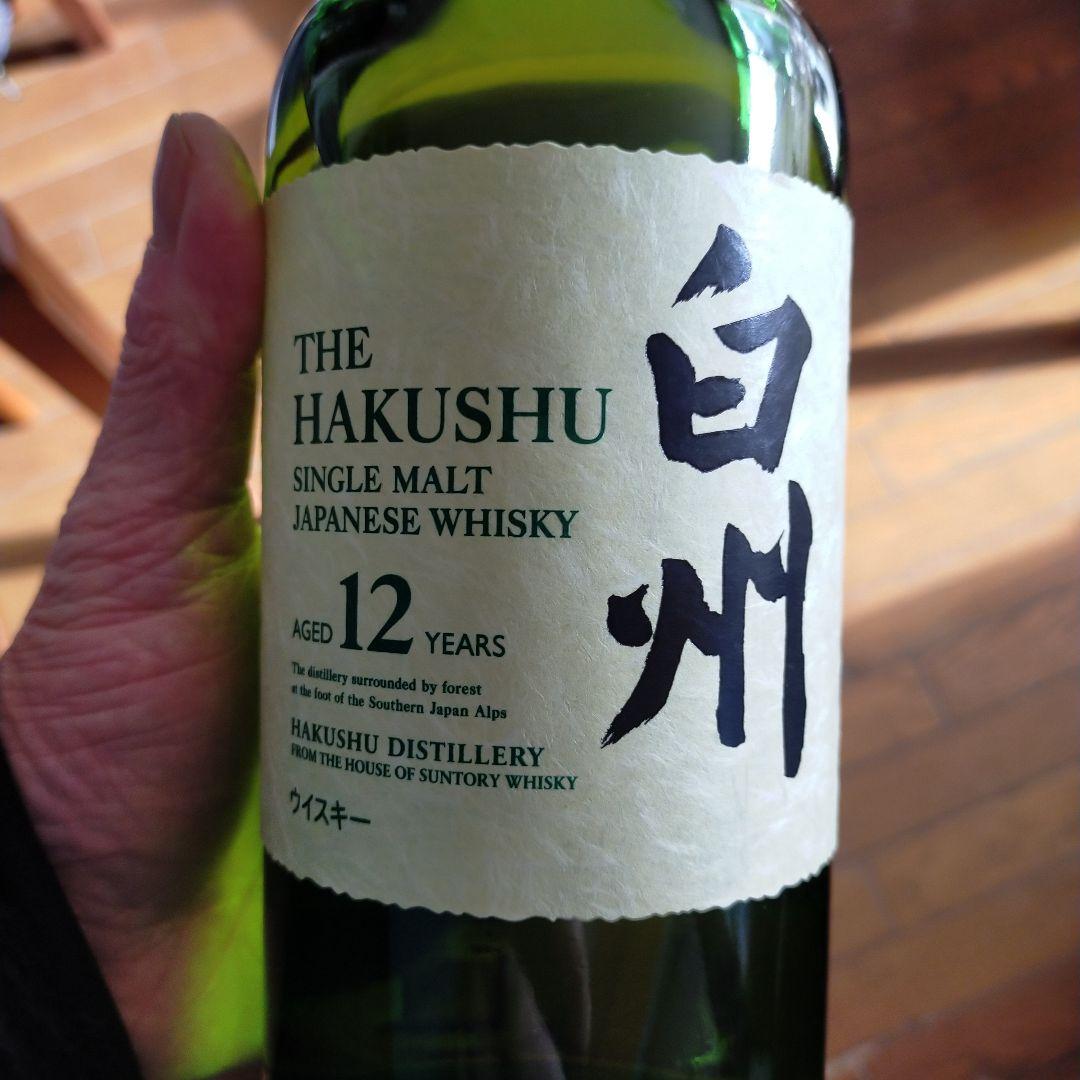 THE
HAKUSHU
SINGLE MALT
JAPANESE WHISKY
AGED 12 YEARS
The distillery surrounded by forest
at the foot of the Southern Japan Alps
HAKUSHU DISTILLERY
FROM THE HOUSE OF SUNTORY WHISKY
ウイスキー
白州